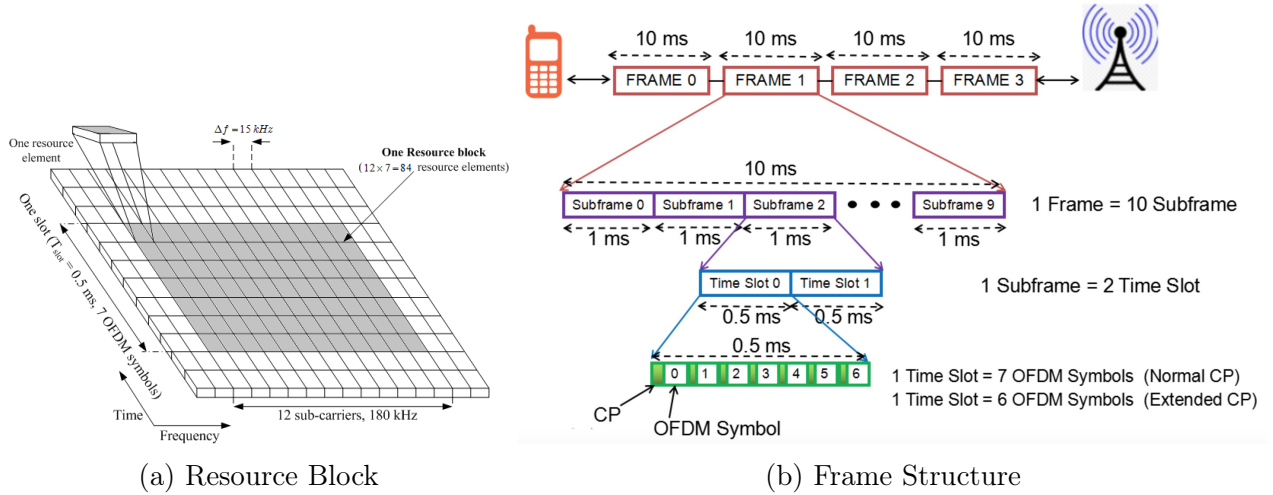 One resource
element
Δf = 15 kHz
One Resource block
(12×7=84 resource elements)
One slot (T_slot = 0.5 ms, 7 OFDM symbols)
Time
Frequency
12 sub-carriers, 180 kHz
(a) Resource Block
10 ms 10 ms 10 ms 10 ms
FRAME 0 FRAME 1 FRAME 2 FRAME 3
10 ms
Subframe 0 Subframe 1 Subframe 2 Subframe 9
1 Frame = 10 Subframe
1 ms 1 ms 1 ms 1 ms
Time Slot 0 Time Slot 1
1 Subframe = 2 Time Slot
0.5 ms 0.5 ms
0.5 ms
0 1 2 3 4 5 6
1 Time Slot = 7 OFDM Symbols (Normal CP)
1 Time Slot = 6 OFDM Symbols (Extended CP)
CP
OFDM Symbol
(b) Frame Structure